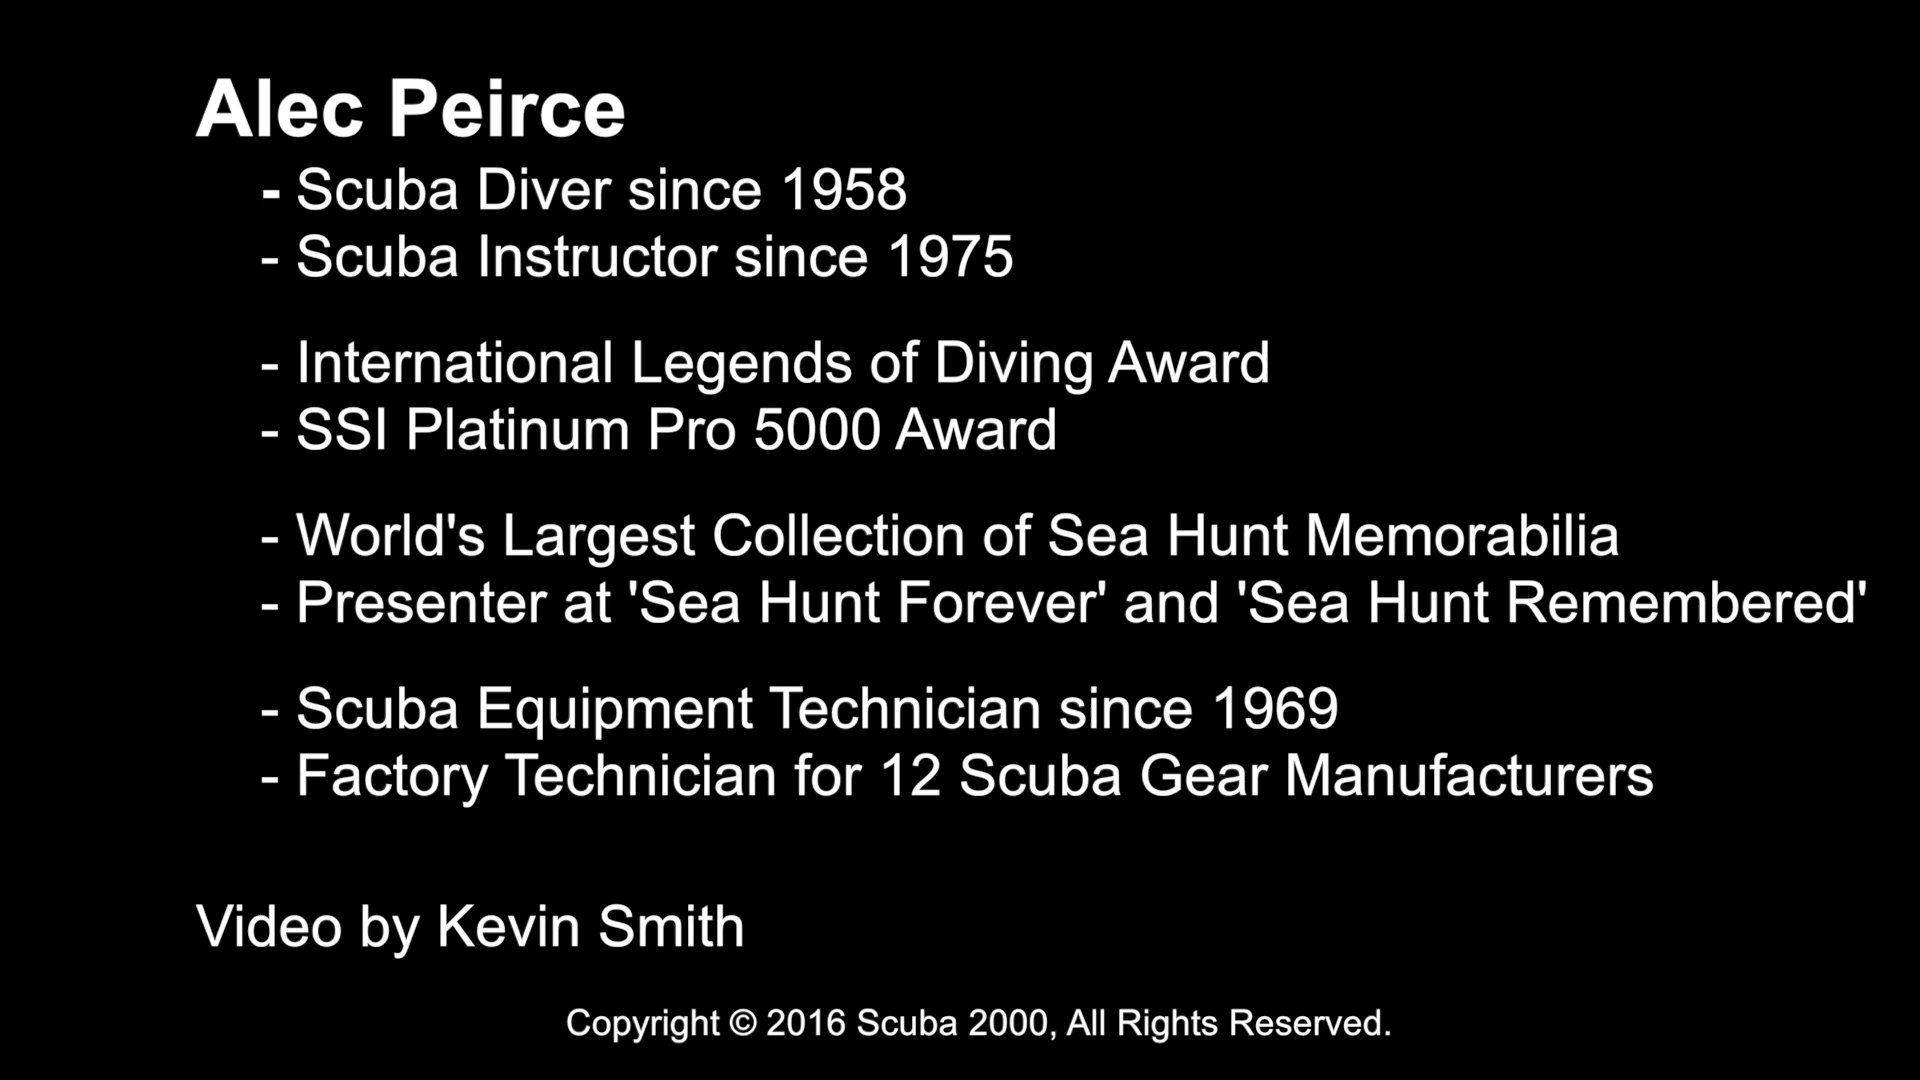 Alec Peirce
- Scuba Diver since 1958
- Scuba Instructor since 1975
- International Legends of Diving Award
- SSI Platinum Pro 5000 Award
- World's Largest Collection of Sea Hunt Memorabilia
- Presenter at 'Sea Hunt Forever' and 'Sea Hunt Remembered'
- Scuba Equipment Technician since 1969
- Factory Technician for 12 Scuba Gear Manufacturers
Video by Kevin Smith
Copyright © 2016 Scuba 2000, All Rights Reserved.